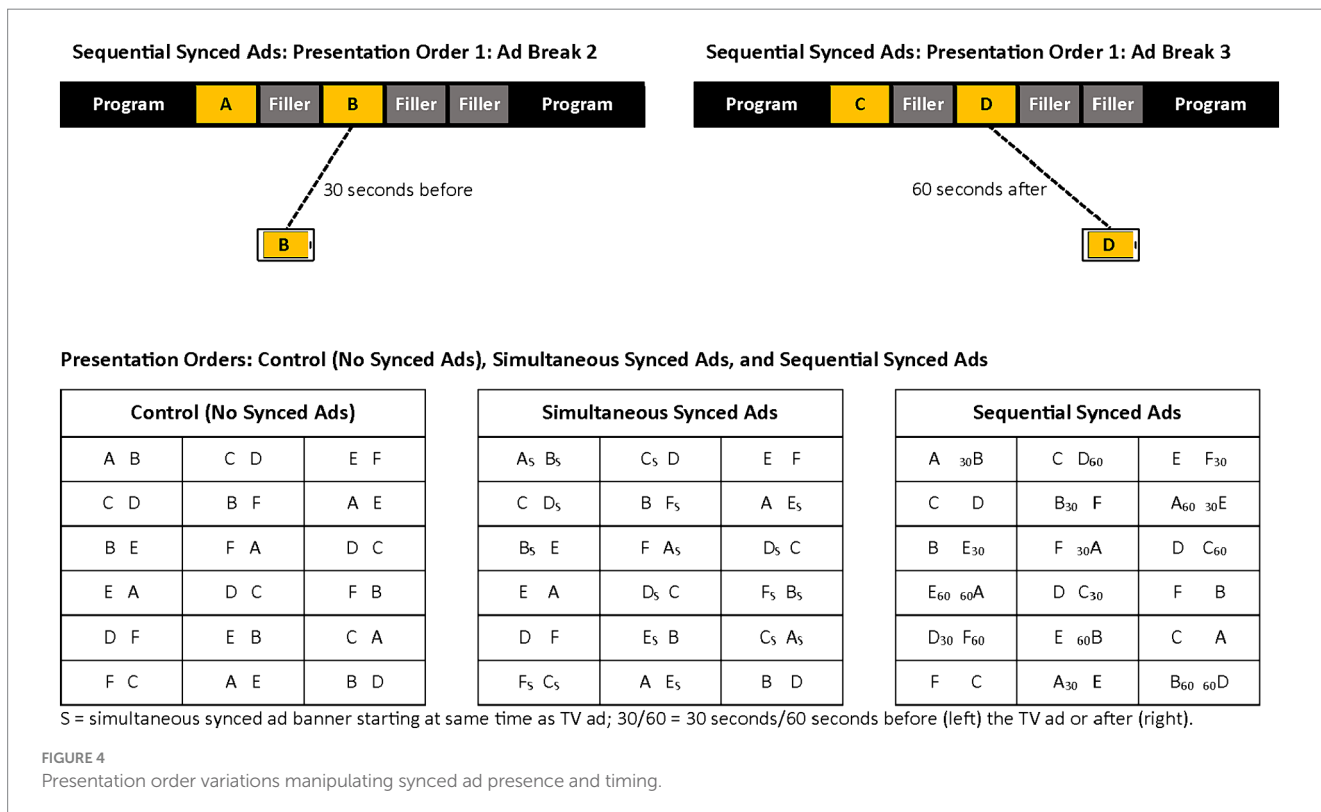 Sequential Synced Ads: Presentation Order 1: Ad Break 2
Program A Filler B Filler Filler Program
30 seconds before
B
Sequential Synced Ads: Presentation Order 1: Ad Break 3
Program C Filler D Filler Filler Program
60 seconds after
D
Presentation Orders: Control (No Synced Ads), Simultaneous Synced Ads, and Sequential Synced Ads
Control (No Synced Ads)
A B C D E F
C D B F A E
B E F A D C
E A D C F B
D F E B C A
F C A E B D
Simultaneous Synced Ads
Aₛ Bₛ Cₛ D E F
C Dₛ B Fₛ A Eₛ
Bₛ E F Aₛ Dₛ C
E A Dₛ C Fₛ Bₛ
D F Eₛ B Cₛ Aₛ
Fₛ Cₛ A Eₛ B D
Sequential Synced Ads
A ₃₀B C D₆₀ E F₃₀
C D B₃₀ F A₆₀ ₃₀E
B E₃₀ F ₃₀A D C₆₀
E₆₀ ₆₀A D C₃₀ F B
D₃₀ F₆₀ E ₆₀B C A
F C A₃₀ E B₆₀ ₆₀D
S = simultaneous synced ad banner starting at same time as TV ad; 30/60 = 30 seconds/60 seconds before (left) the TV ad or after (right).
FIGURE 4
Presentation order variations manipulating synced ad presence and timing.